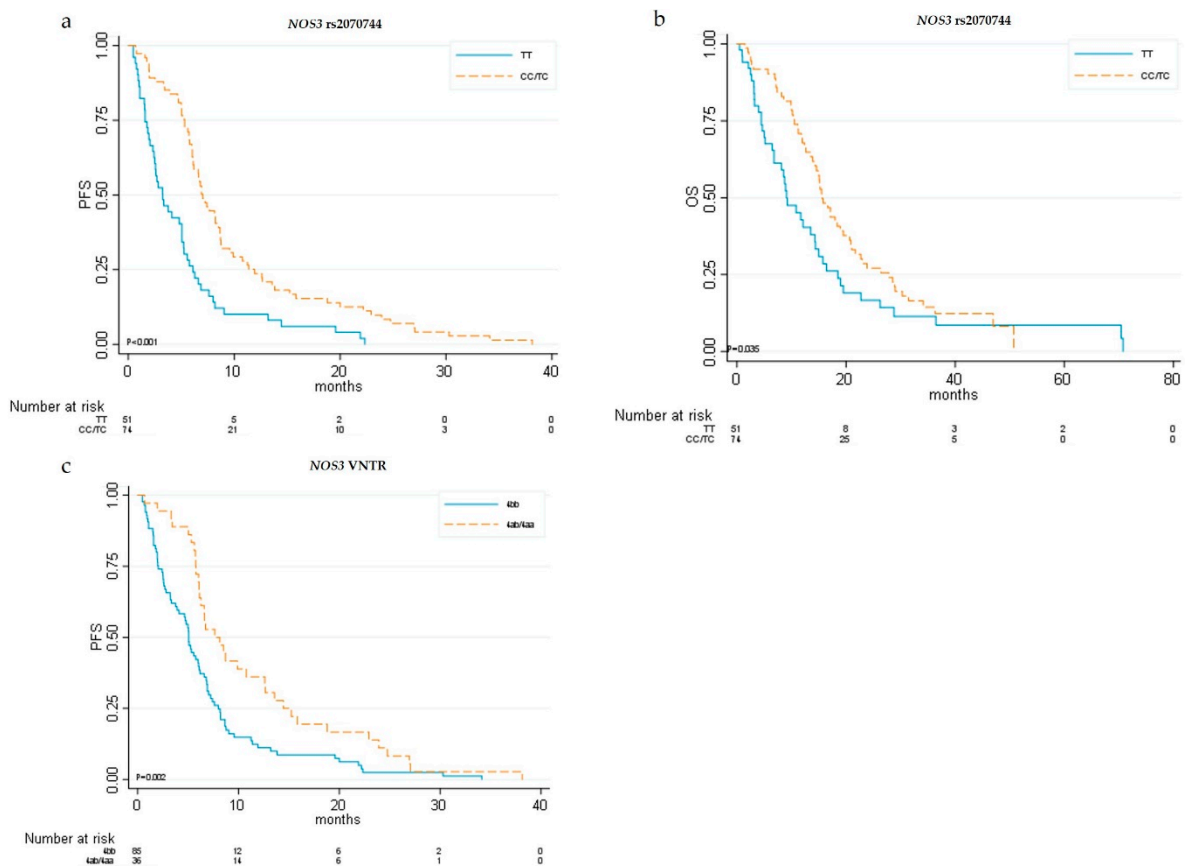 a
NOS3 rs2070744
TT
CC/TC
PFS
1.00
0.75
0.50
0.25
0.00
P<0.001
0 10 20 30 40
months
Number at risk
TT 51 5 2 0 0
CC/TC 74 21 10 3 0
b
NOS3 rs2070744
TT
CC/TC
OS
1.00
0.75
0.50
0.25
0.00
P=0.035
0 20 40 60 80
months
Number at risk
TT 51 8 3 2 0
CC/TC 74 25 5 0 0
c
NOS3 VNTR
4bb
4ab/4aa
PFS
1.00
0.75
0.50
0.25
0.00
P=0.002
0 10 20 30 40
months
Number at risk
4bb 85 12 6 2 0
4ab/4aa 36 14 6 1 0